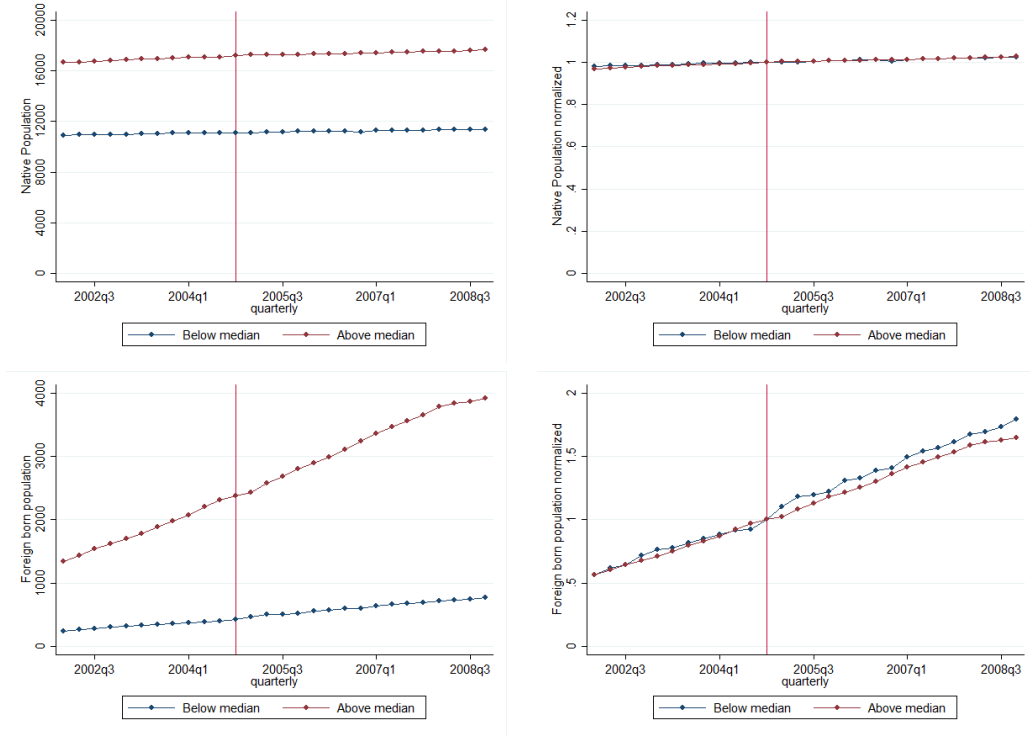 Native Population
20000
16000
12000
8000
4000
0
2002q3 2004q1 2005q3 2007q1 2008q3
quarterly
Below median Above median
Native Population normalized
1.2
1
.8
.6
.4
.2
0
2002q3 2004q1 2005q3 2007q1 2008q3
quarterly
Below median Above median
Foreign born population
4000
3000
2000
1000
0
2002q3 2004q1 2005q3 2007q1 2008q3
quarterly
Below median Above median
Foreign born population normalized
2
1.5
1
.5
0
2002q3 2004q1 2005q3 2007q1 2008q3
quarterly
Below median Above median